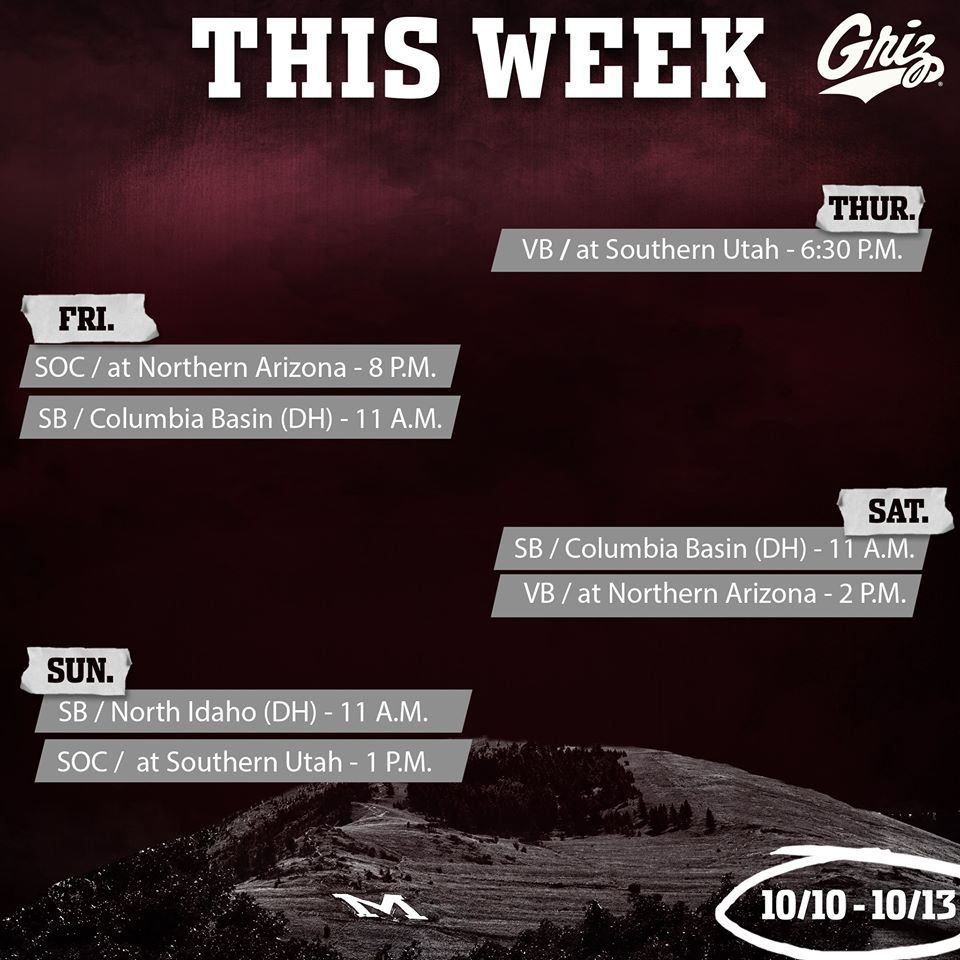 THIS WEEK
Griz
THUR.
VB / at Southern Utah - 6:30 P.M.
FRI.
SOC / at Northern Arizona - 8 P.M.
SB / Columbia Basin (DH) - 11 A.M.
SAT.
SB / Columbia Basin (DH) - 11 A.M.
VB / at Northern Arizona - 2 P.M.
SUN.
SB / North Idaho (DH) - 11 A.M.
SOC / at Southern Utah - 1 P.M.
M
10/10 - 10/13